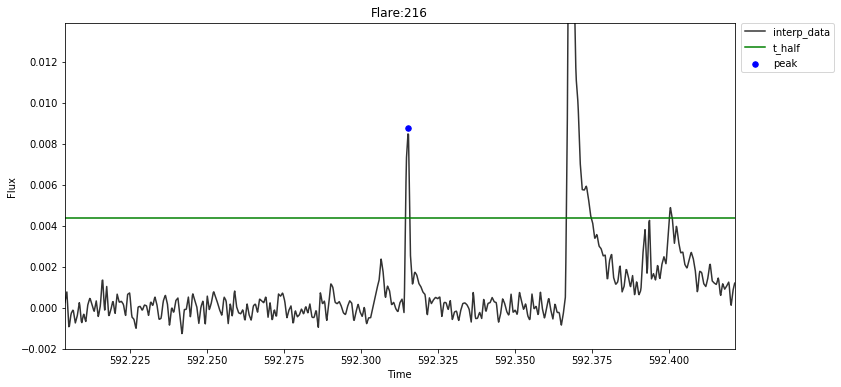 Flare:216
interp_data
t_half
peak
Flux
0.012
0.010
0.008
0.006
0.004
0.002
0.000
−0.002
592.225
592.250
592.275
592.300
592.325
592.350
592.375
592.400
Time